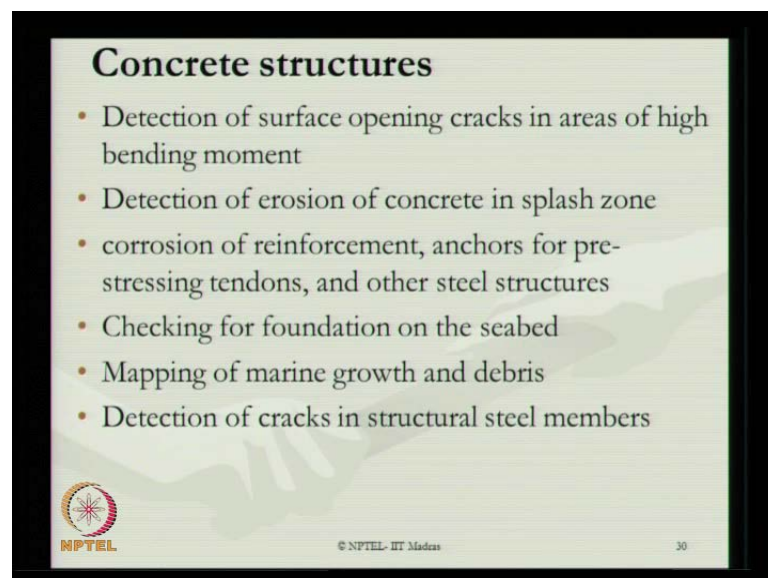 Concrete structures
• Detection of surface opening cracks in areas of high
bending moment
• Detection of erosion of concrete in splash zone
• corrosion of reinforcement, anchors for pre-
stressing tendons, and other steel structures
• Checking for foundation on the seabed
• Mapping of marine growth and debris
• Detection of cracks in structural steel members
NPTEL
© NPTEL- IIT Madras
30